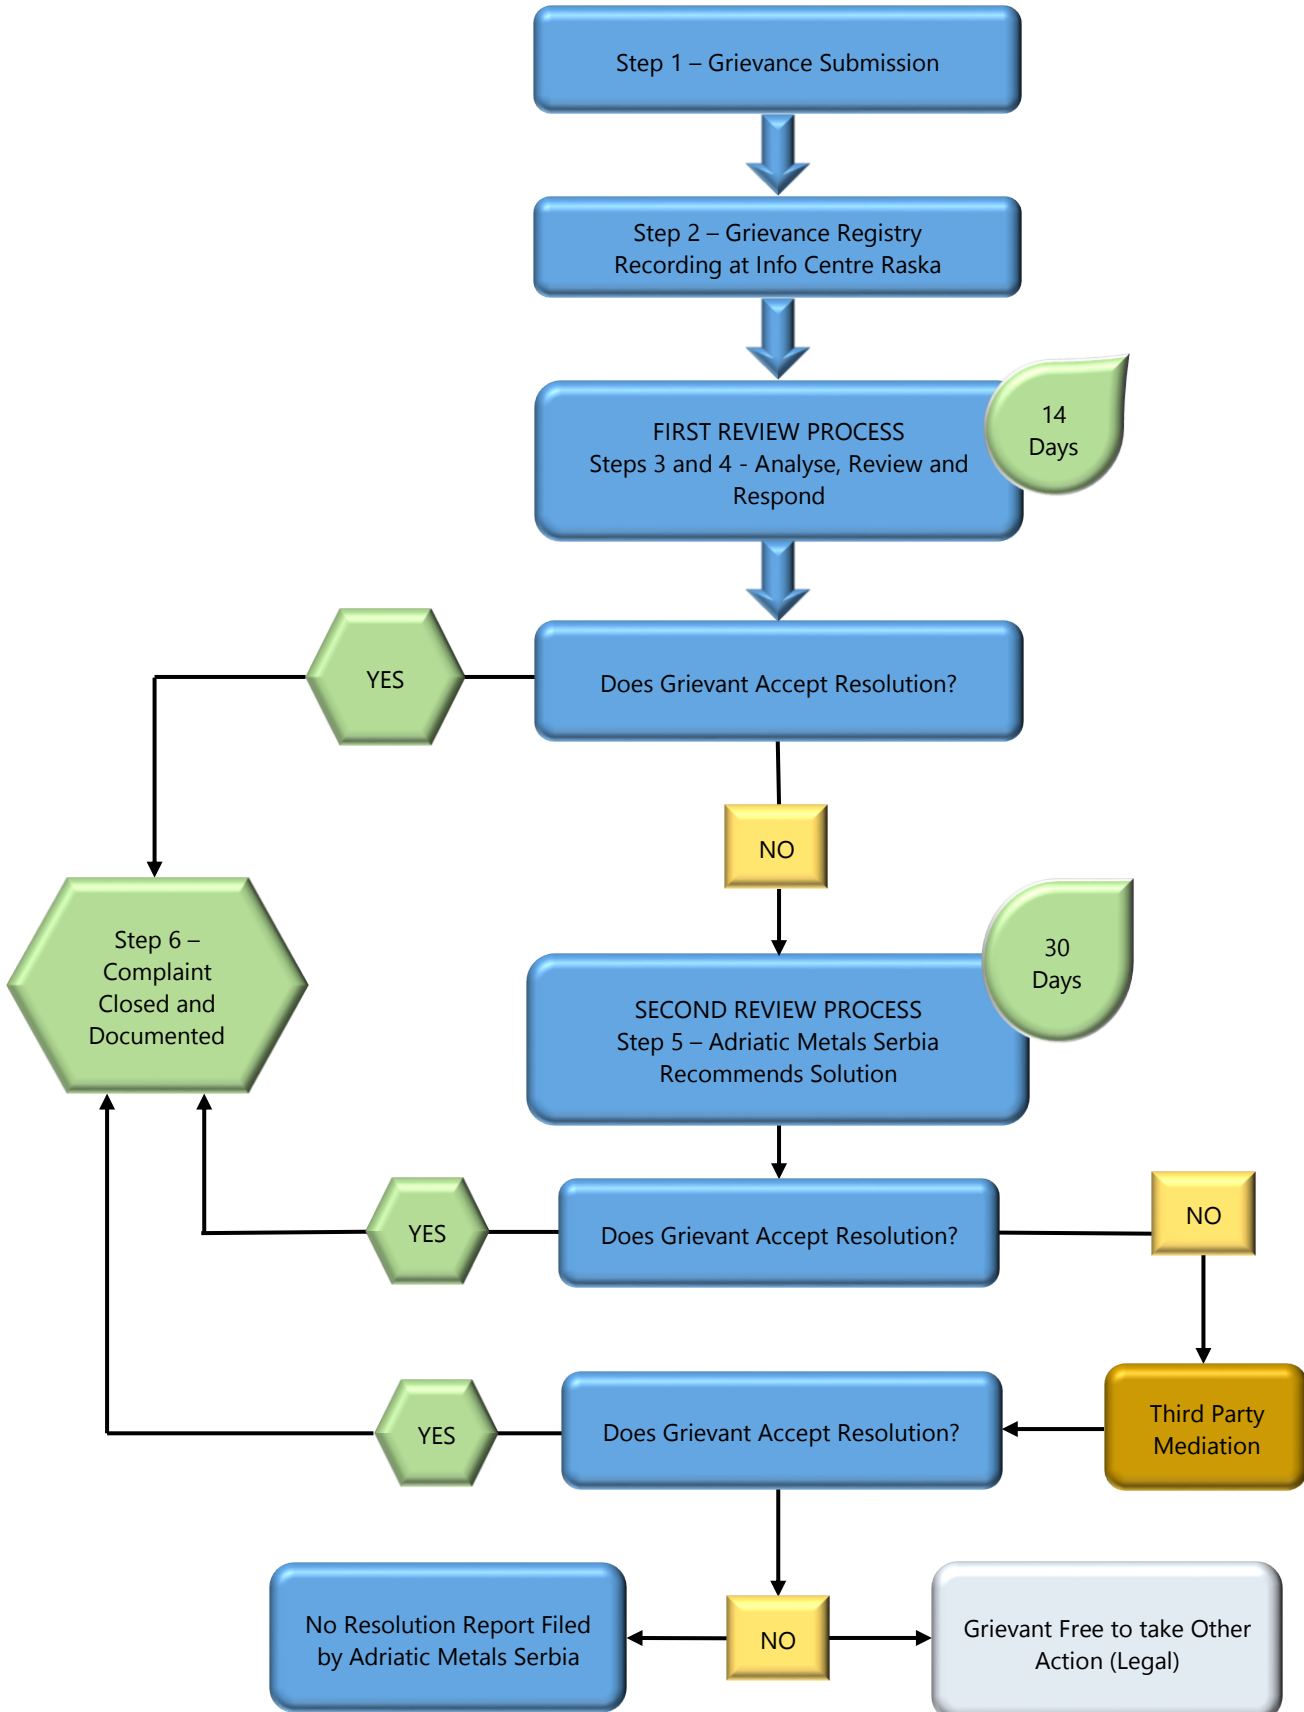 Step 1 – Grievance Submission
Step 2 – Grievance Registry
Recording at Info Centre Raska
FIRST REVIEW PROCESS
Steps 3 and 4 - Analyse, Review and
Respond
14
Days
YES
Does Grievant Accept Resolution?
NO
Step 6 –
Complaint
Closed and
Documented
SECOND REVIEW PROCESS
Step 5 – Adriatic Metals Serbia
Recommends Solution
30
Days
YES
Does Grievant Accept Resolution?
NO
YES
Does Grievant Accept Resolution?
Third Party
Mediation
No Resolution Report Filed
by Adriatic Metals Serbia
NO
Grievant Free to take Other
Action (Legal)